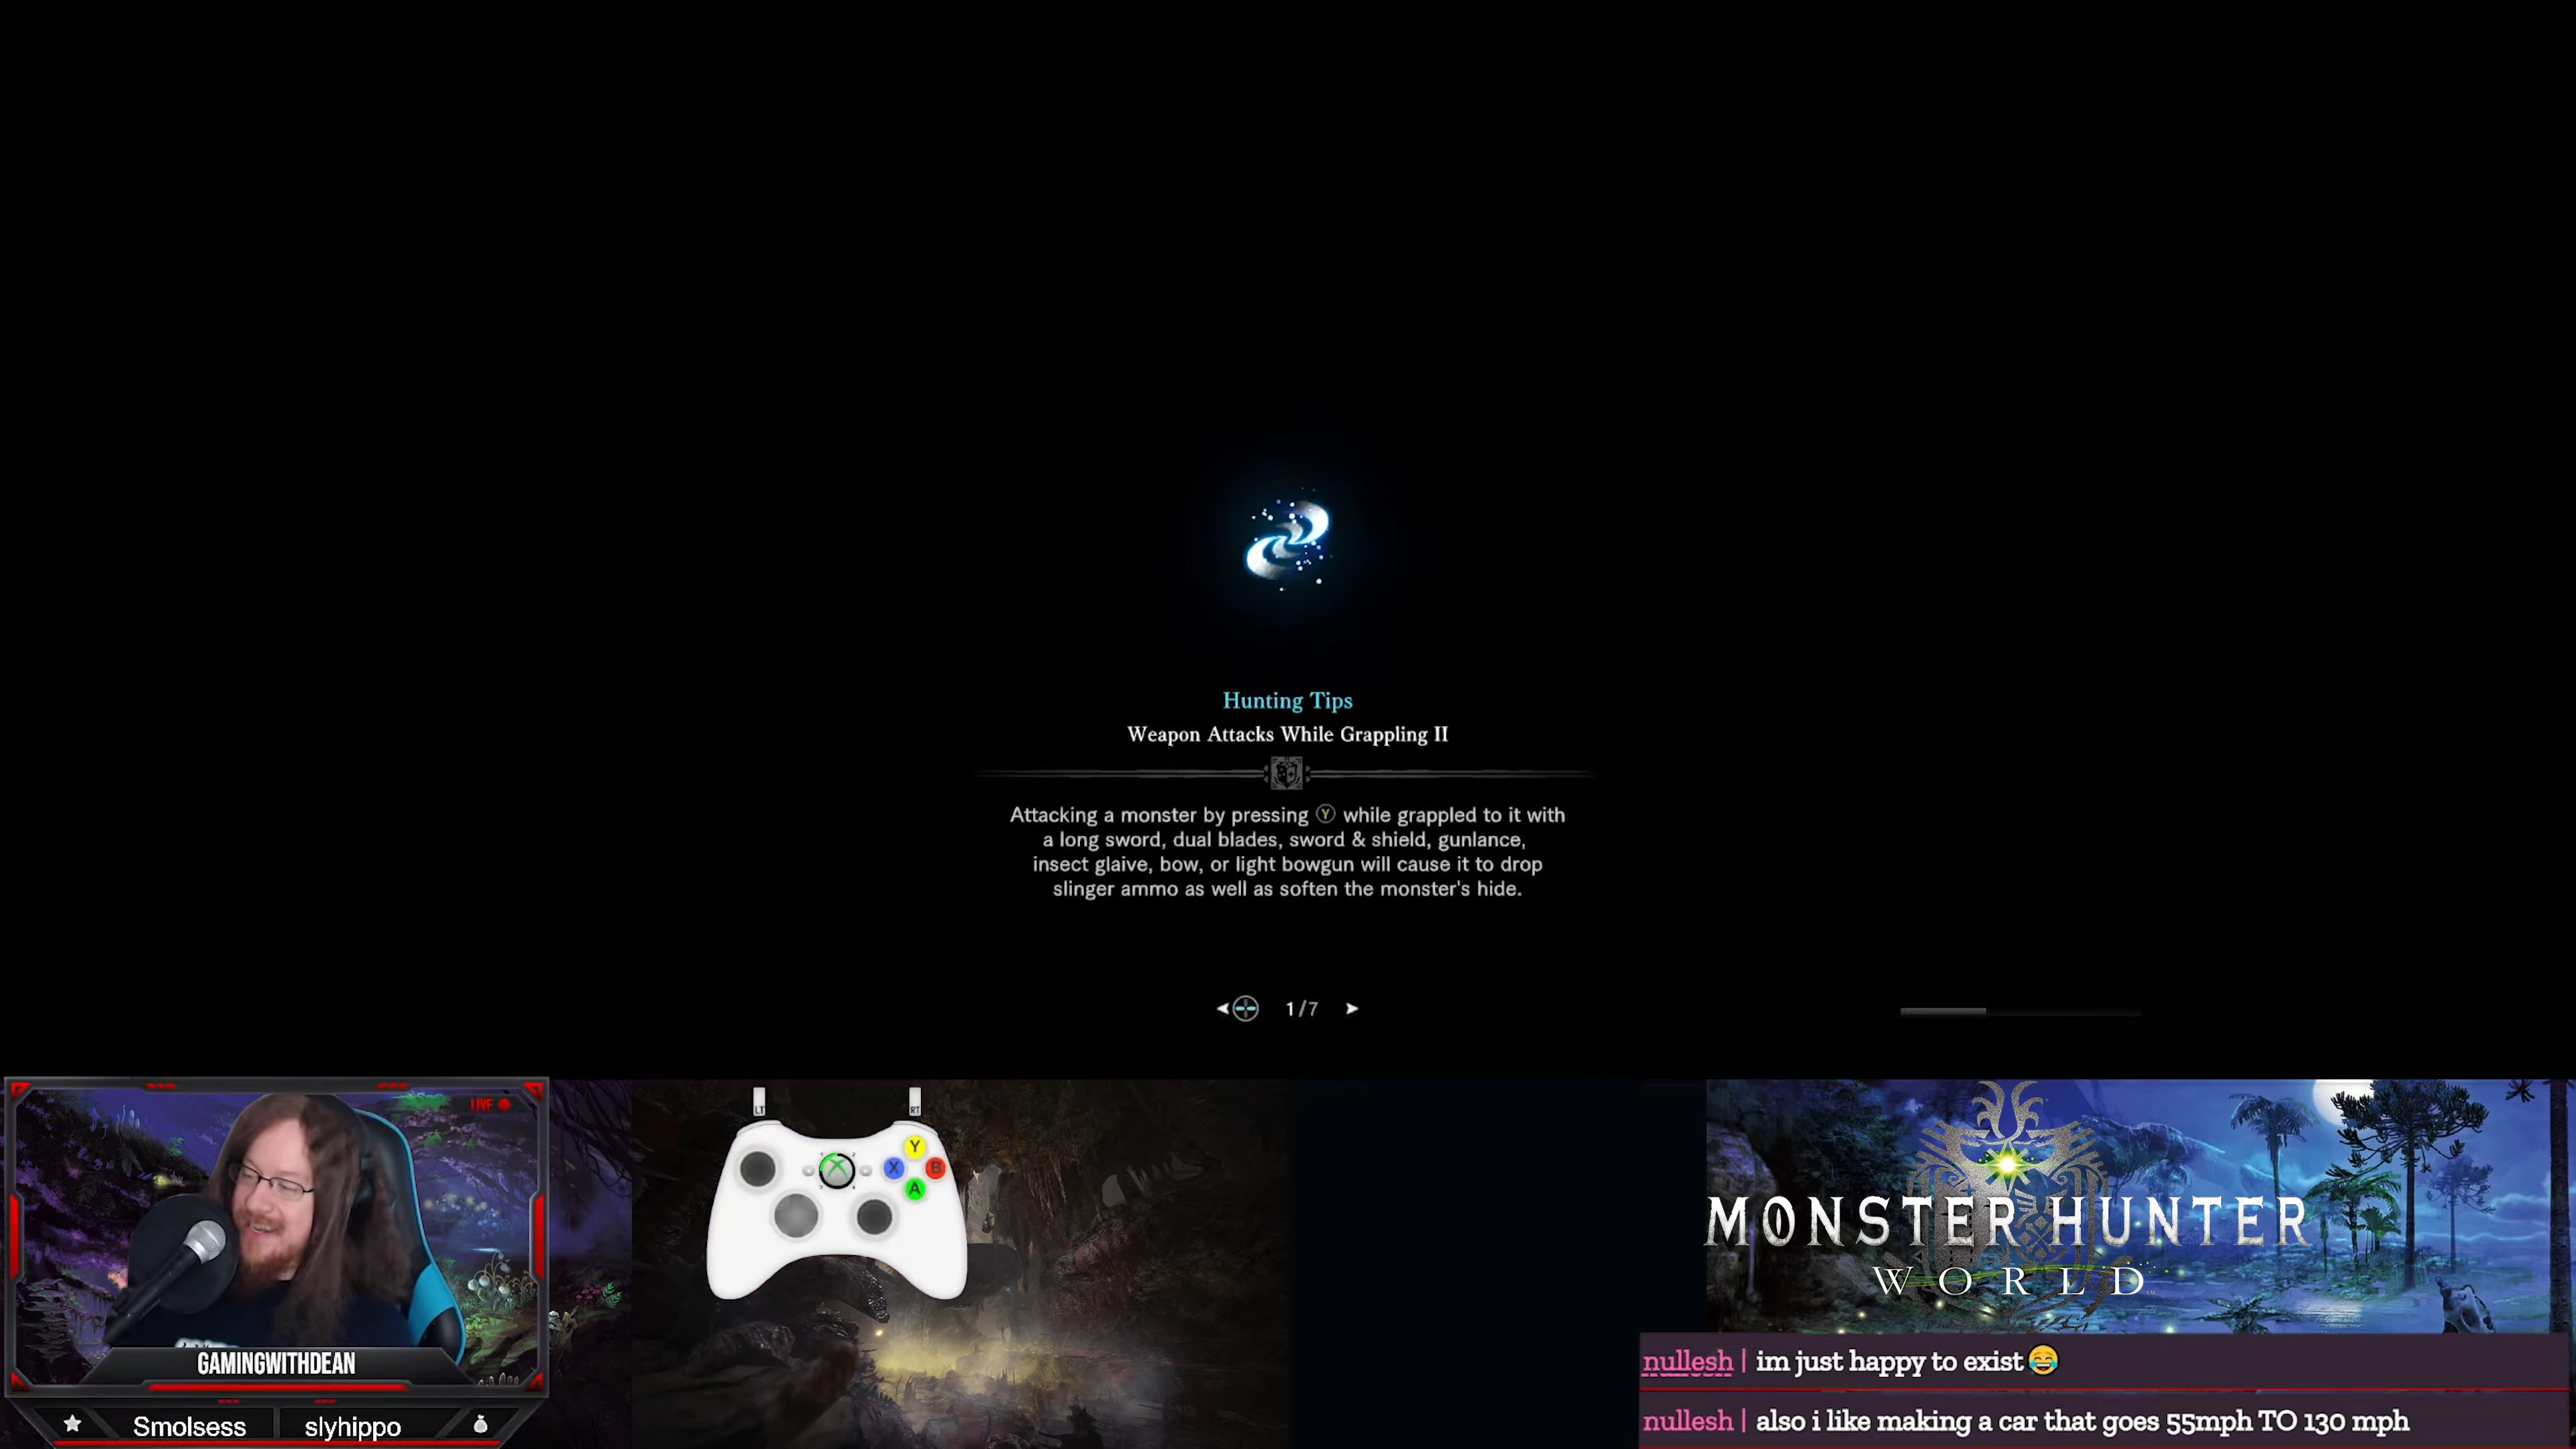 Hunting Tips
Weapon Attacks While Grappling II
Attacking a monster by pressing Y while grappled to it with
a long sword, dual blades, sword & shield, gunlance,
insect glaive, bow, or light bowgun will cause it to drop
slinger ammo as well as soften the monster's hide.
1/7
LIVE
GAMINGWITHDEAN
Smolsess
slyhippo
LT
RT
Y
X
B
A
MONSTER HUNTER
WORLD
nullesh | im just happy to exist😂
nullesh | also i like making a car that goes 55mph TO 130 mph